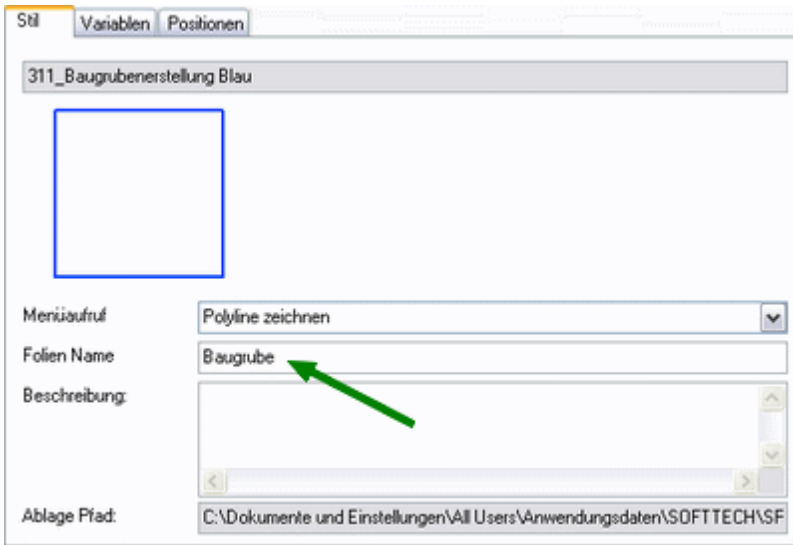 Stil Variablen Positionen
311_Baugrubenerstellung Blau
Menüaufruf Polyline zeichnen
Folien Name Baugrube
Beschreibung:
Ablage Pfad: C:\Dokumente und Einstellungen\All Users\Anwendungsdaten\SOFTTECH\SF